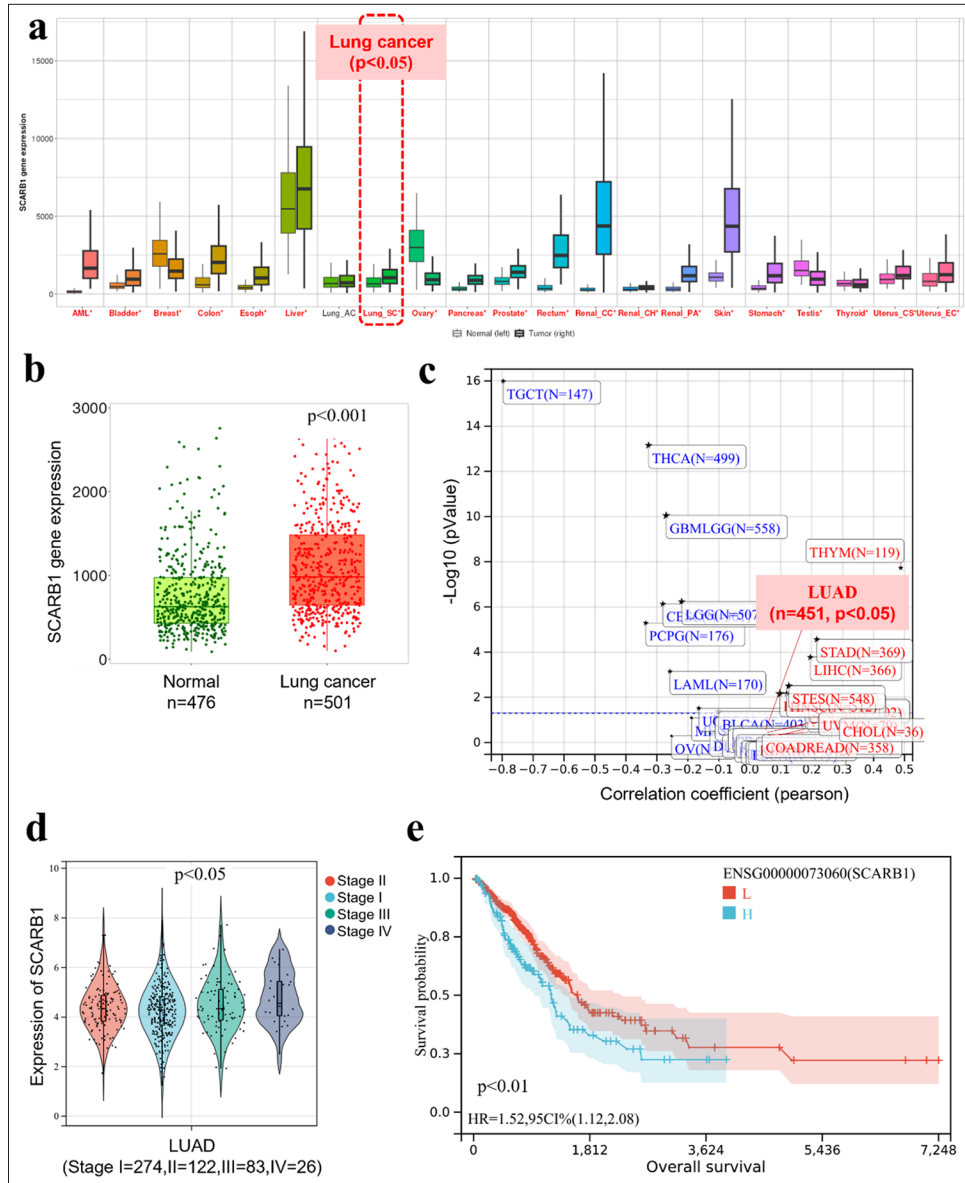 a
Lung cancer
(p<0.05)
SCARB1 gene expression
15000
10000
5000
0
AML* Bladder* Breast* Colon* Esoph* Liver* Lung_AC Lung_SC* Ovary* Pancreas* Prostate* Rectum* Renal_CC* Renal_CH* Renal_PA* Skin* Stomach* Testis* Thyroid* Uterus_CS* Uterus_EC*
Normal (left) Tumor (right)
b
p<0.001
SCARB1 gene expression
3000
2000
1000
0
Normal
n=476
Lung cancer
n=501
c
-Log10 (pValue)
16
14
12
10
8
6
4
2
0
TGCT(N=147)
THCA(N=499)
GBMLGG(N=558)
THYM(N=119)
LUAD
(n=451, p<0.05)
LGG(N=507
PCPG(N=176)
STAD(N=369)
LIHC(N=366)
LAML(N=170)
STES(N=548)
BLCA(N=403
CHOL(N=36)
OV(N
COADREAD(N=358)
−0.8 −0.7 −0.6 −0.5 −0.4 −0.3 −0.2 −0.1 0.0 0.1 0.2 0.3 0.4 0.5
Correlation coefficient (pearson)
d
p<0.05
Expression of SCARB1
10
8
6
4
2
0
Stage II
Stage I
Stage III
Stage IV
LUAD
(Stage I=274,II=122,III=83,IV=26)
e
ENSG00000073060(SCARB1)
L
H
Survival probability
1.0
0.8
0.5
0.3
0.0
p<0.01
HR=1.52,95CI%(1.12,2.08)
0 1,812 3,624 5,436 7,248
Overall survival